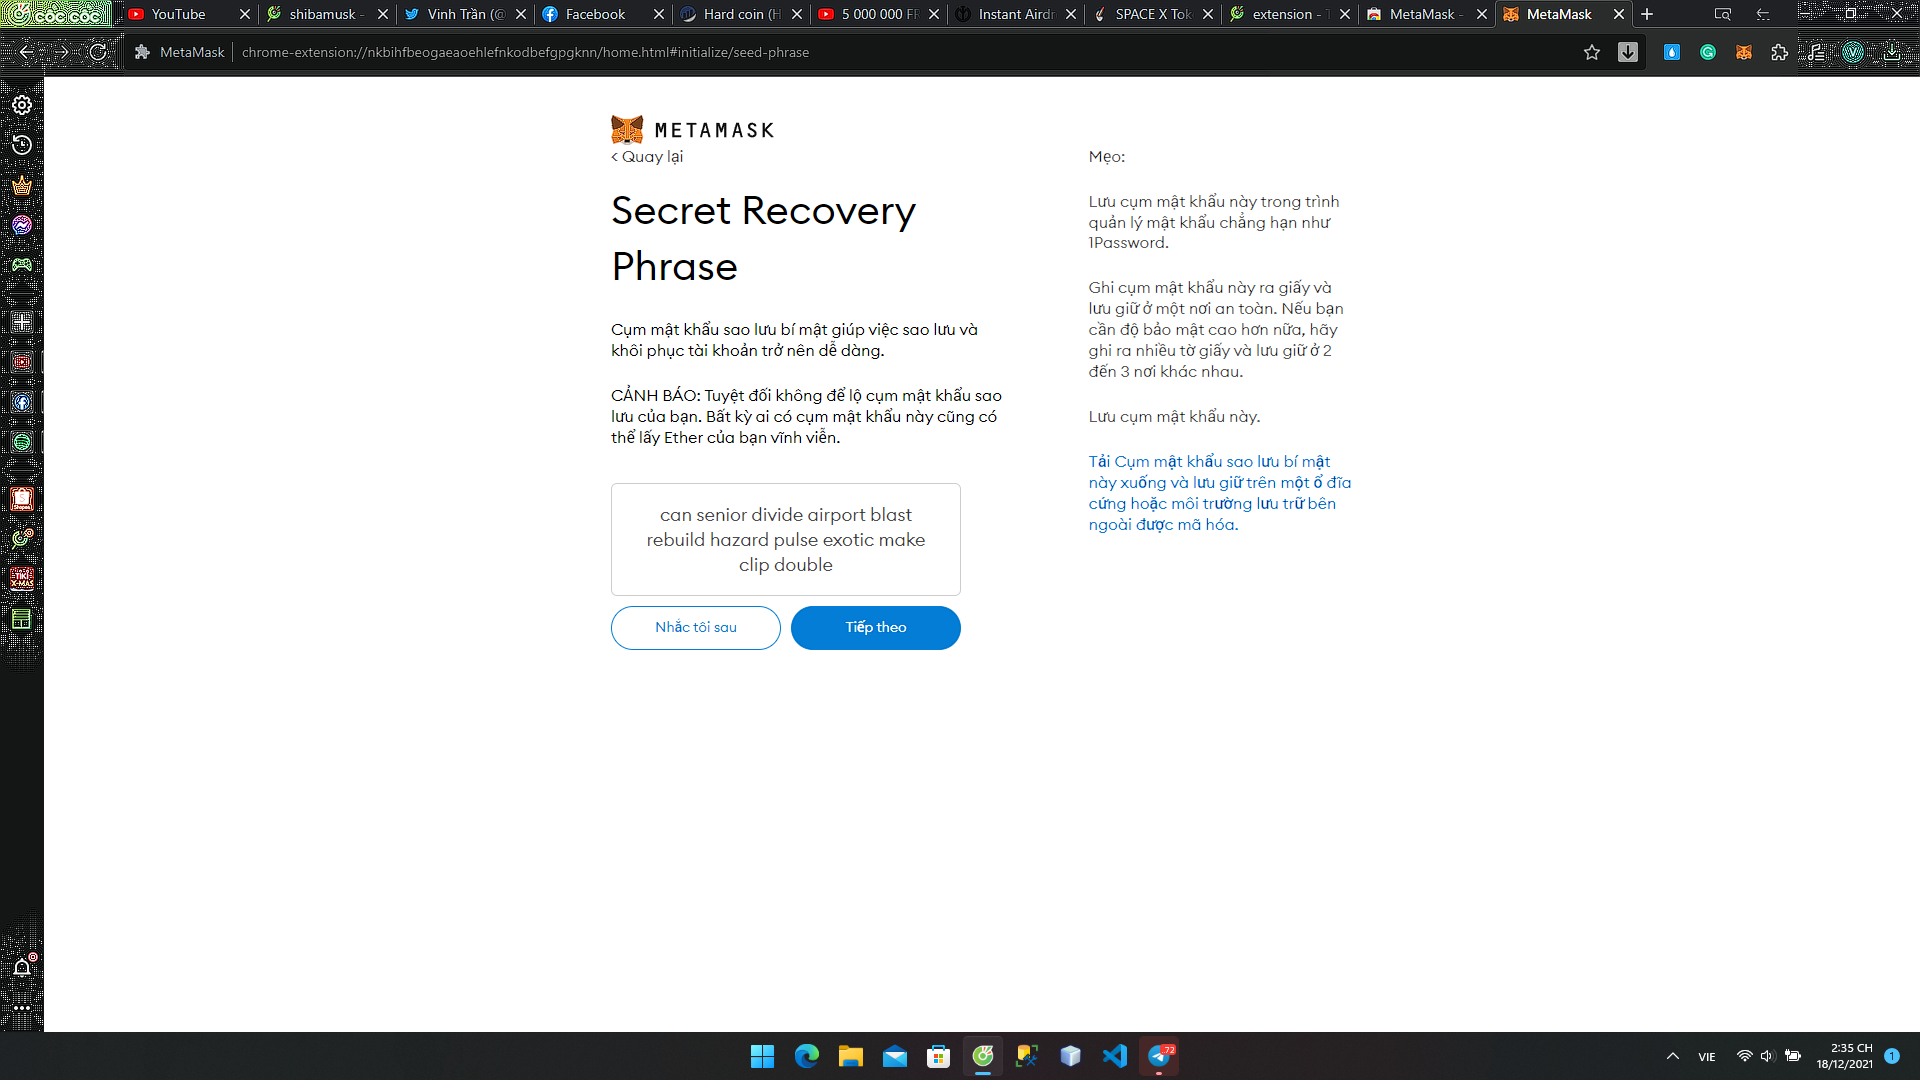 cốc cốc
YouTube
shibamusk -
Vinh Trần (@
Facebook
Hard coin (H
5 000 000 FR
Instant Airdr
SPACE X Tok
extension - T
MetaMask -
MetaMask
MetaMask
chrome-extension://nkbihfbeogaeaoehlefnkodbefgpgknn/home.html#initialize/seed-phrase
METAMASK
< Quay lại
Secret Recovery
Phrase
Cụm mật khẩu sao lưu bí mật giúp việc sao lưu và
khôi phục tài khoản trở nên dễ dàng.
CẢNH BÁO: Tuyệt đối không để lộ cụm mật khẩu sao
lưu của bạn. Bất kỳ ai có cụm mật khẩu này cũng có
thể lấy Ether của bạn vĩnh viễn.
can senior divide airport blast
rebuild hazard pulse exotic make
clip double
Nhắc tôi sau
Tiếp theo
Mẹo:
Lưu cụm mật khẩu này trong trình
quản lý mật khẩu chẳng hạn như
1Password.
Ghi cụm mật khẩu này ra giấy và
lưu giữ ở một nơi an toàn. Nếu bạn
cần độ bảo mật cao hơn nữa, hãy
ghi ra nhiều tờ giấy và lưu giữ ở 2
đến 3 nơi khác nhau.
Lưu cụm mật khẩu này.
Tải Cụm mật khẩu sao lưu bí mật
này xuống và lưu giữ trên một ổ đĩa
cứng hoặc môi trường lưu trữ bên
ngoài được mã hóa.
Shopee
TIKI
X-MAS
72
VIE
2:35 CH
18/12/2021
1